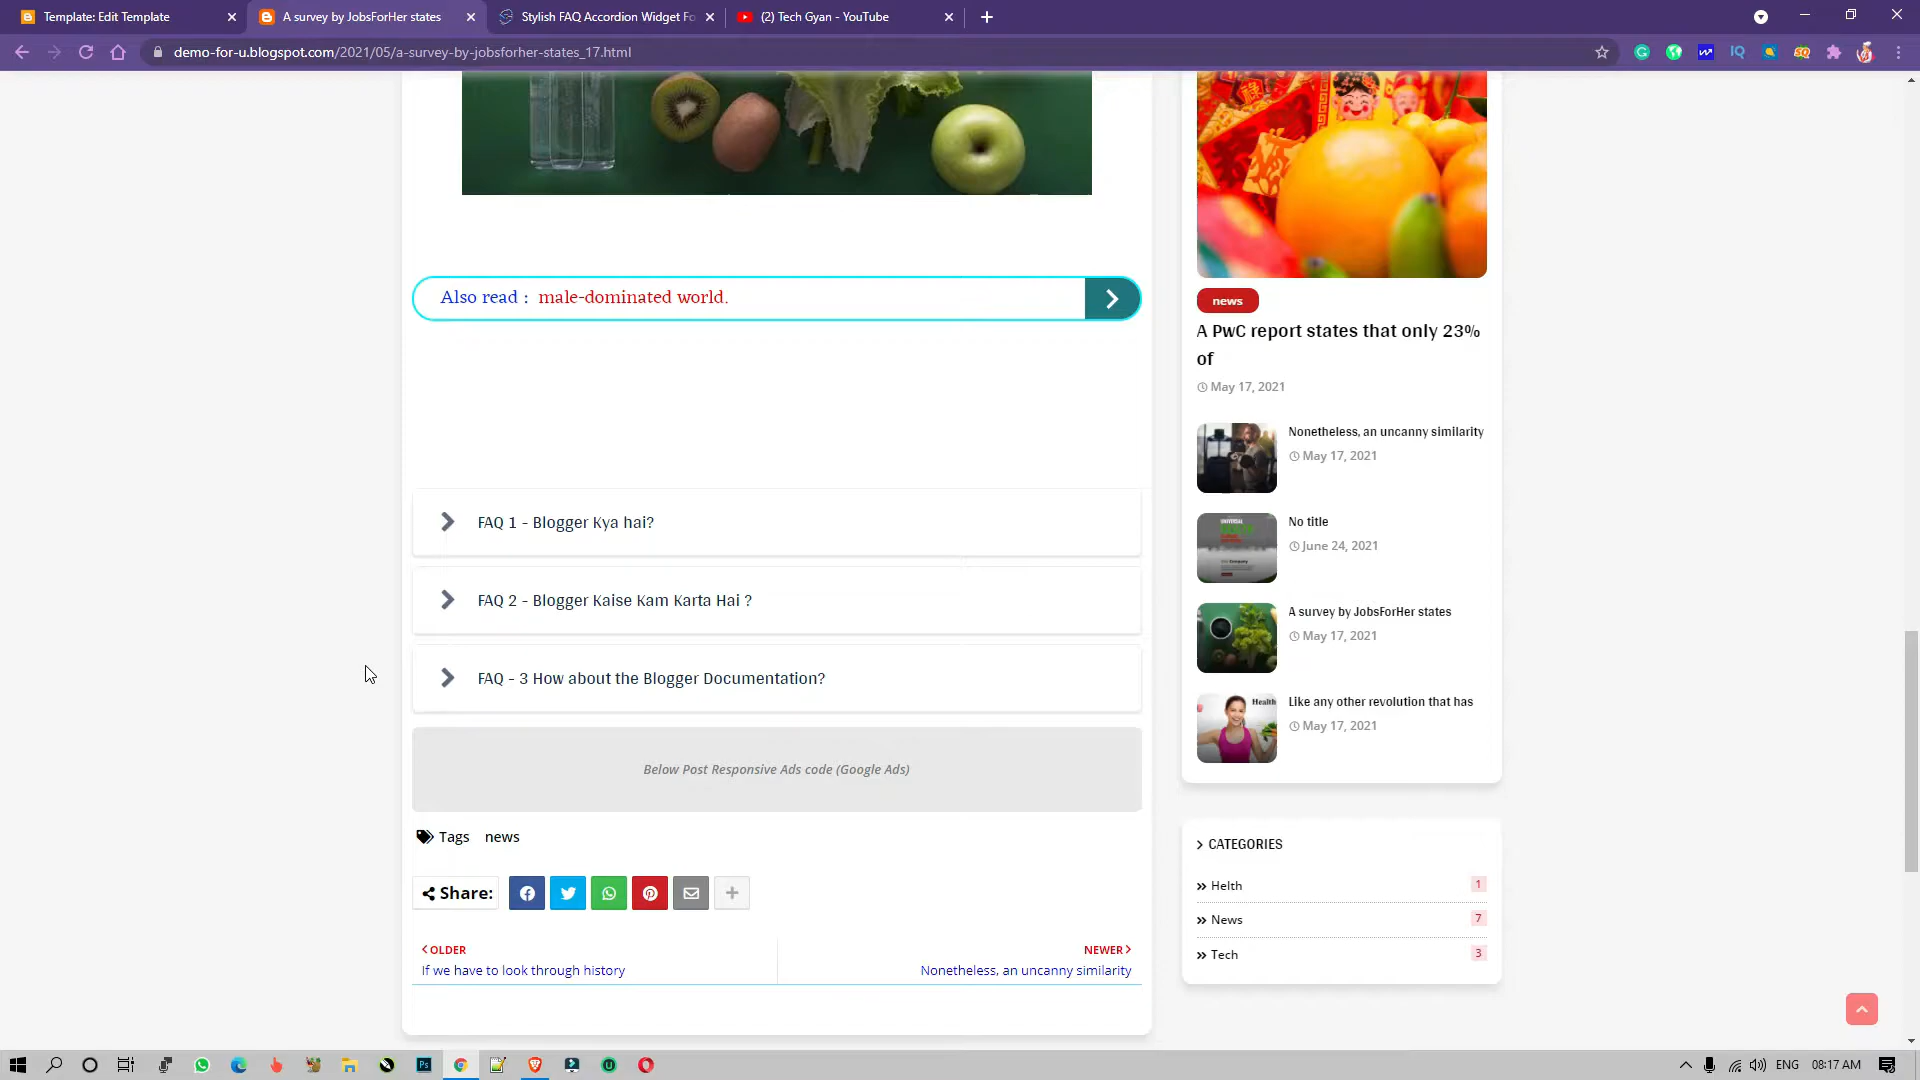 Template: Edit Template
A survey by JobsForHer states
Stylish FAQ Accordion Widget Fo
(2) Tech Gyan - YouTube
demo-for-u.blogspot.com/2021/05/a-survey-by-jobsforher-states_17.html
Also read : male-dominated world.
FAQ 1 - Blogger Kya hai?
FAQ 2 - Blogger Kaise Kam Karta Hai ?
FAQ - 3 How about the Blogger Documentation?
Below Post Responsive Ads code (Google Ads)
Tags news
Share:
OLDER
If we have to look through history
NEWER
Nonetheless, an uncanny similarity
news
A PwC report states that only 23%
of
May 17, 2021
Nonetheless, an uncanny similarity
May 17, 2021
No title
June 24, 2021
A survey by JobsForHer states
May 17, 2021
Health
Like any other revolution that has
May 17, 2021
CATEGORIES
Helth 1
News 7
Tech 3
ENG
08:17 AM